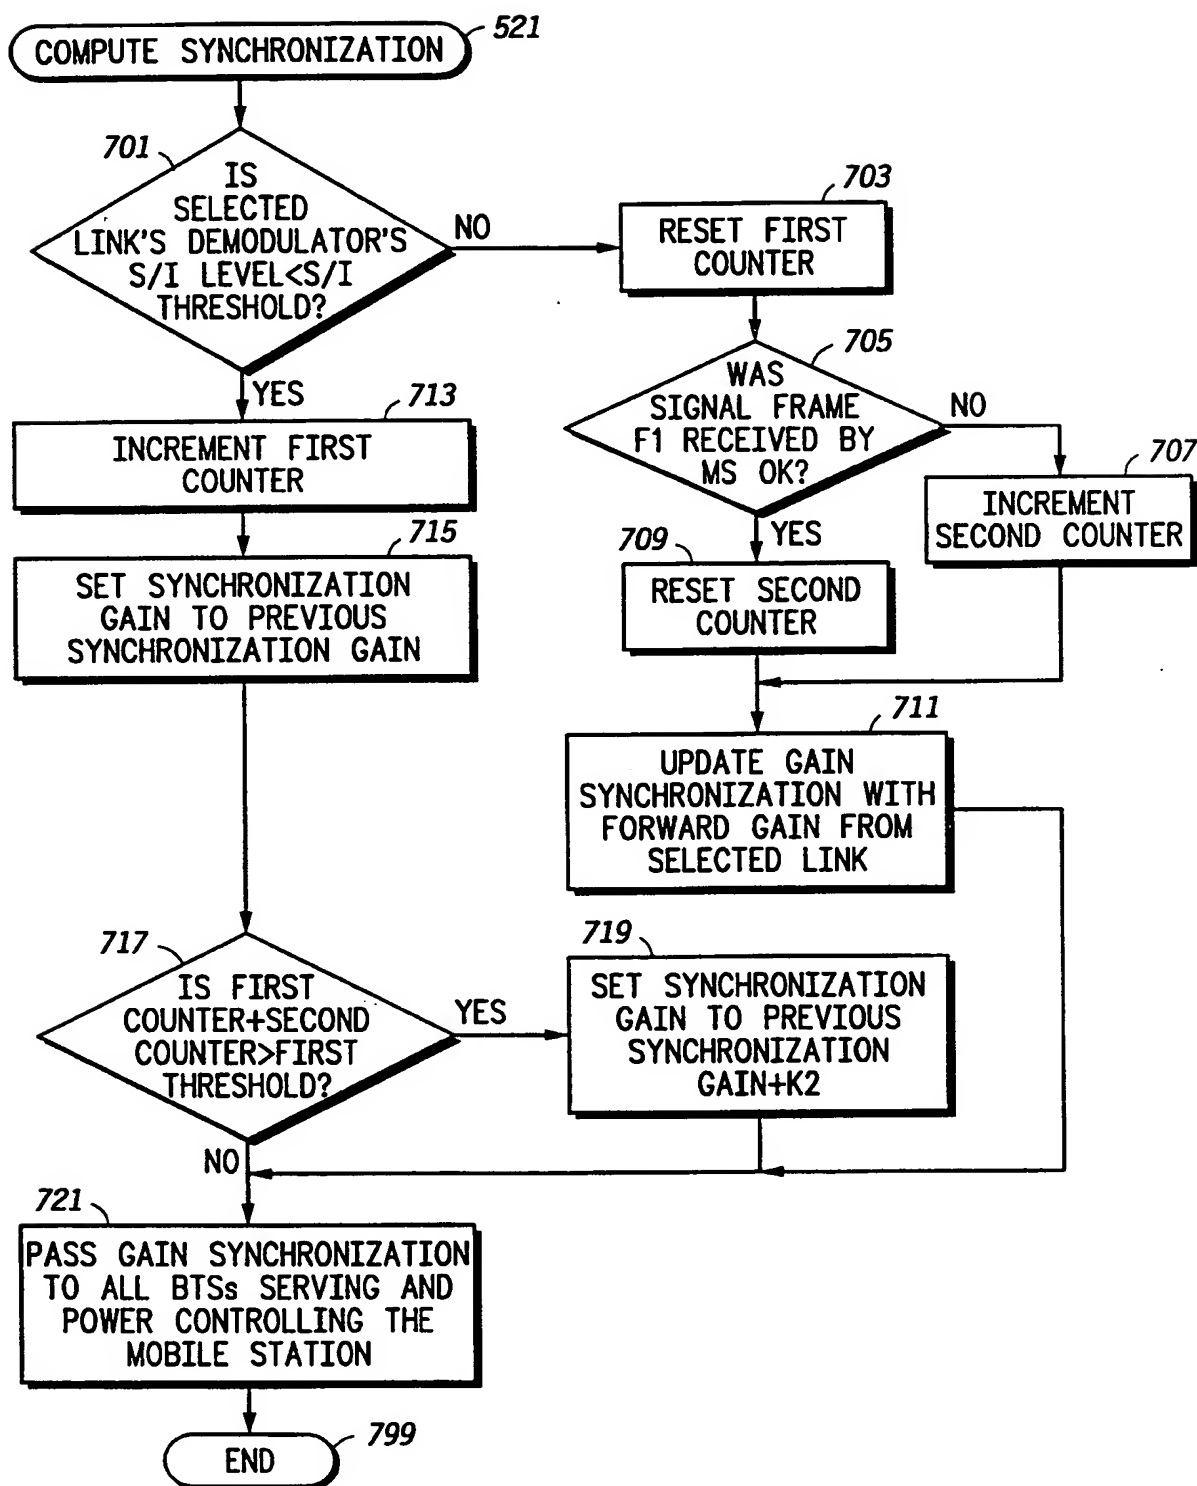 COMPUTE SYNCHRONIZATION
521
701
IS
SELECTED
LINK'S DEMODULATOR'S
S/I LEVEL<S/I
THRESHOLD?
NO
YES
703
RESET FIRST
COUNTER
705
WAS
SIGNAL FRAME
F1 RECEIVED BY
MS OK?
NO
YES
707
INCREMENT
SECOND COUNTER
709
RESET SECOND
COUNTER
711
UPDATE GAIN
SYNCHRONIZATION WITH
FORWARD GAIN FROM
SELECTED LINK
713
INCREMENT FIRST
COUNTER
715
SET SYNCHRONIZATION
GAIN TO PREVIOUS
SYNCHRONIZATION GAIN
717
IS FIRST
COUNTER+SECOND
COUNTER>FIRST
THRESHOLD?
YES
NO
719
SET SYNCHRONIZATION
GAIN TO PREVIOUS
SYNCHRONIZATION
GAIN+K2
721
PASS GAIN SYNCHRONIZATION
TO ALL BTSs SERVING AND
POWER CONTROLLING THE
MOBILE STATION
END
799